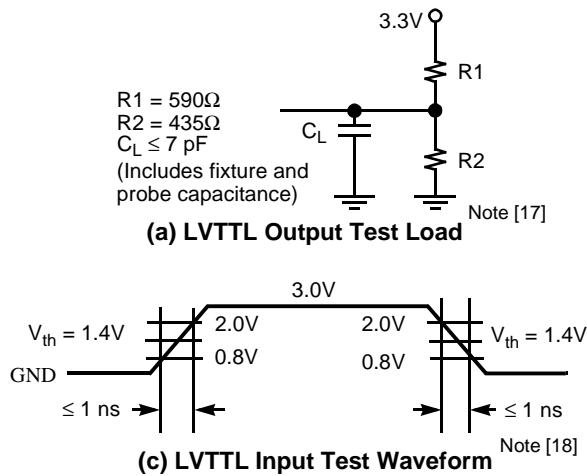 3.3V
R1
R1 = 590Ω
R2 = 435Ω
C_L ≤ 7 pF
(Includes fixture and
probe capacitance)
C_L
R2
Note [17]
(a) LVTTL Output Test Load
3.0V
V_th = 1.4V
2.0V
0.8V
2.0V
0.8V
V_th = 1.4V
GND
≤ 1 ns
≤ 1 ns
Note [18]
(c) LVTTL Input Test Waveform